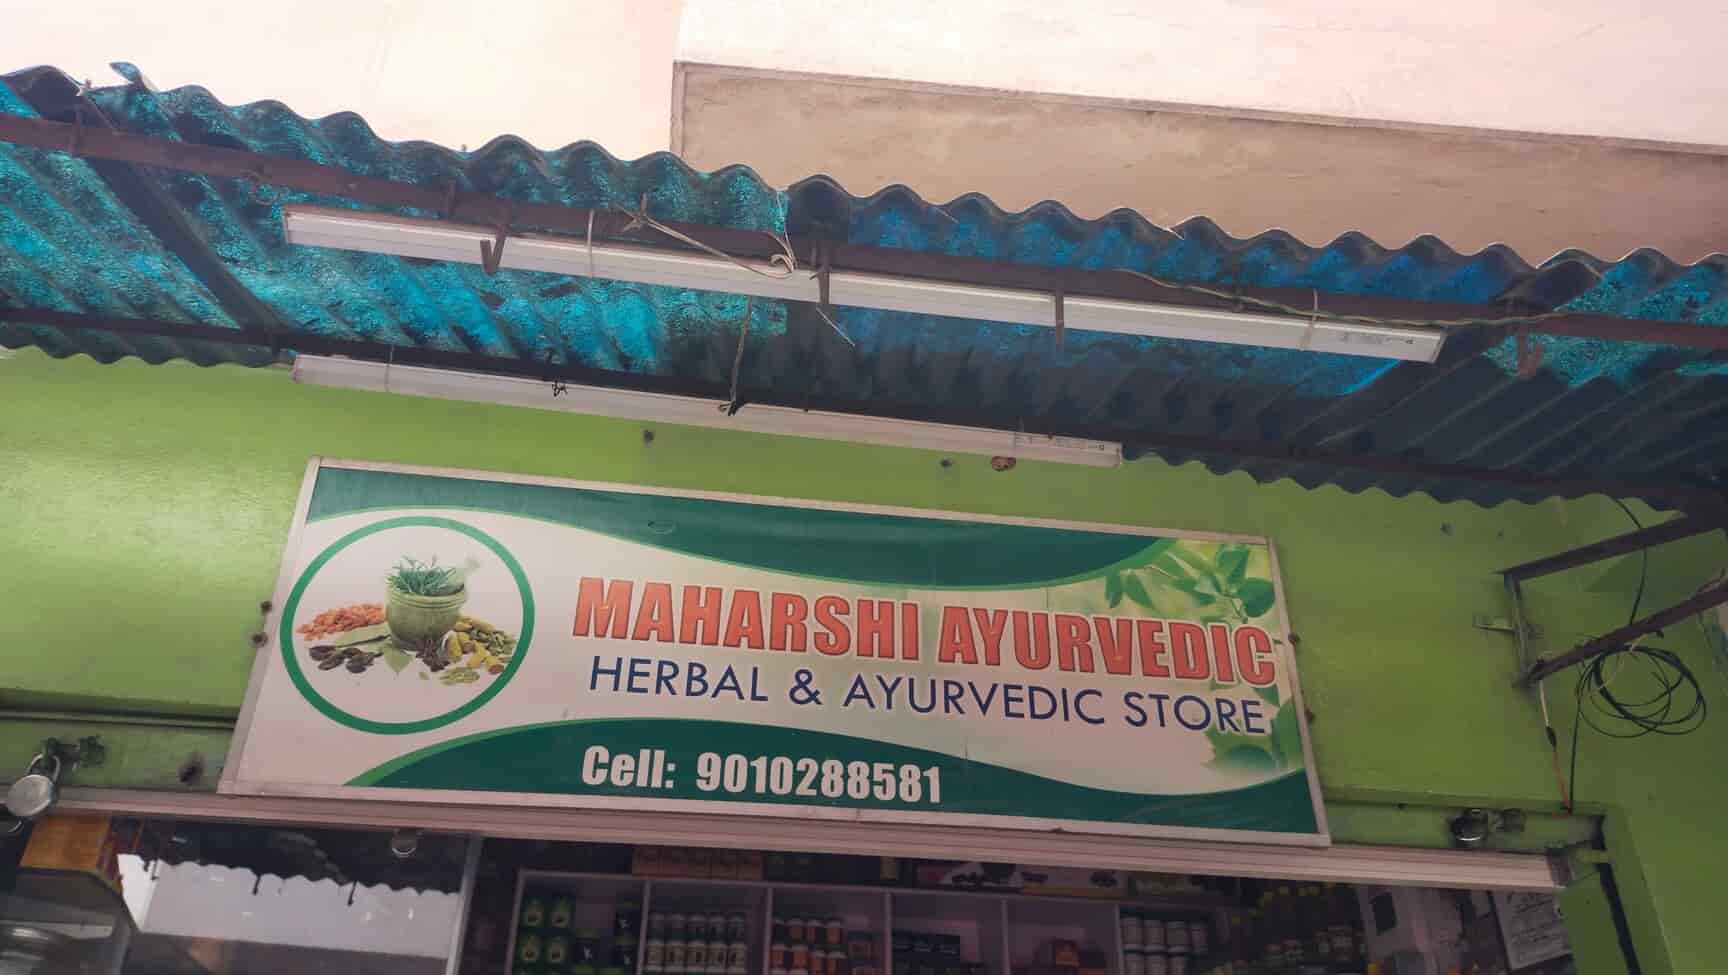 MAHARSHI AYURVEDIC
HERBAL & AYURVEDIC STORE
Cell: 9010288581